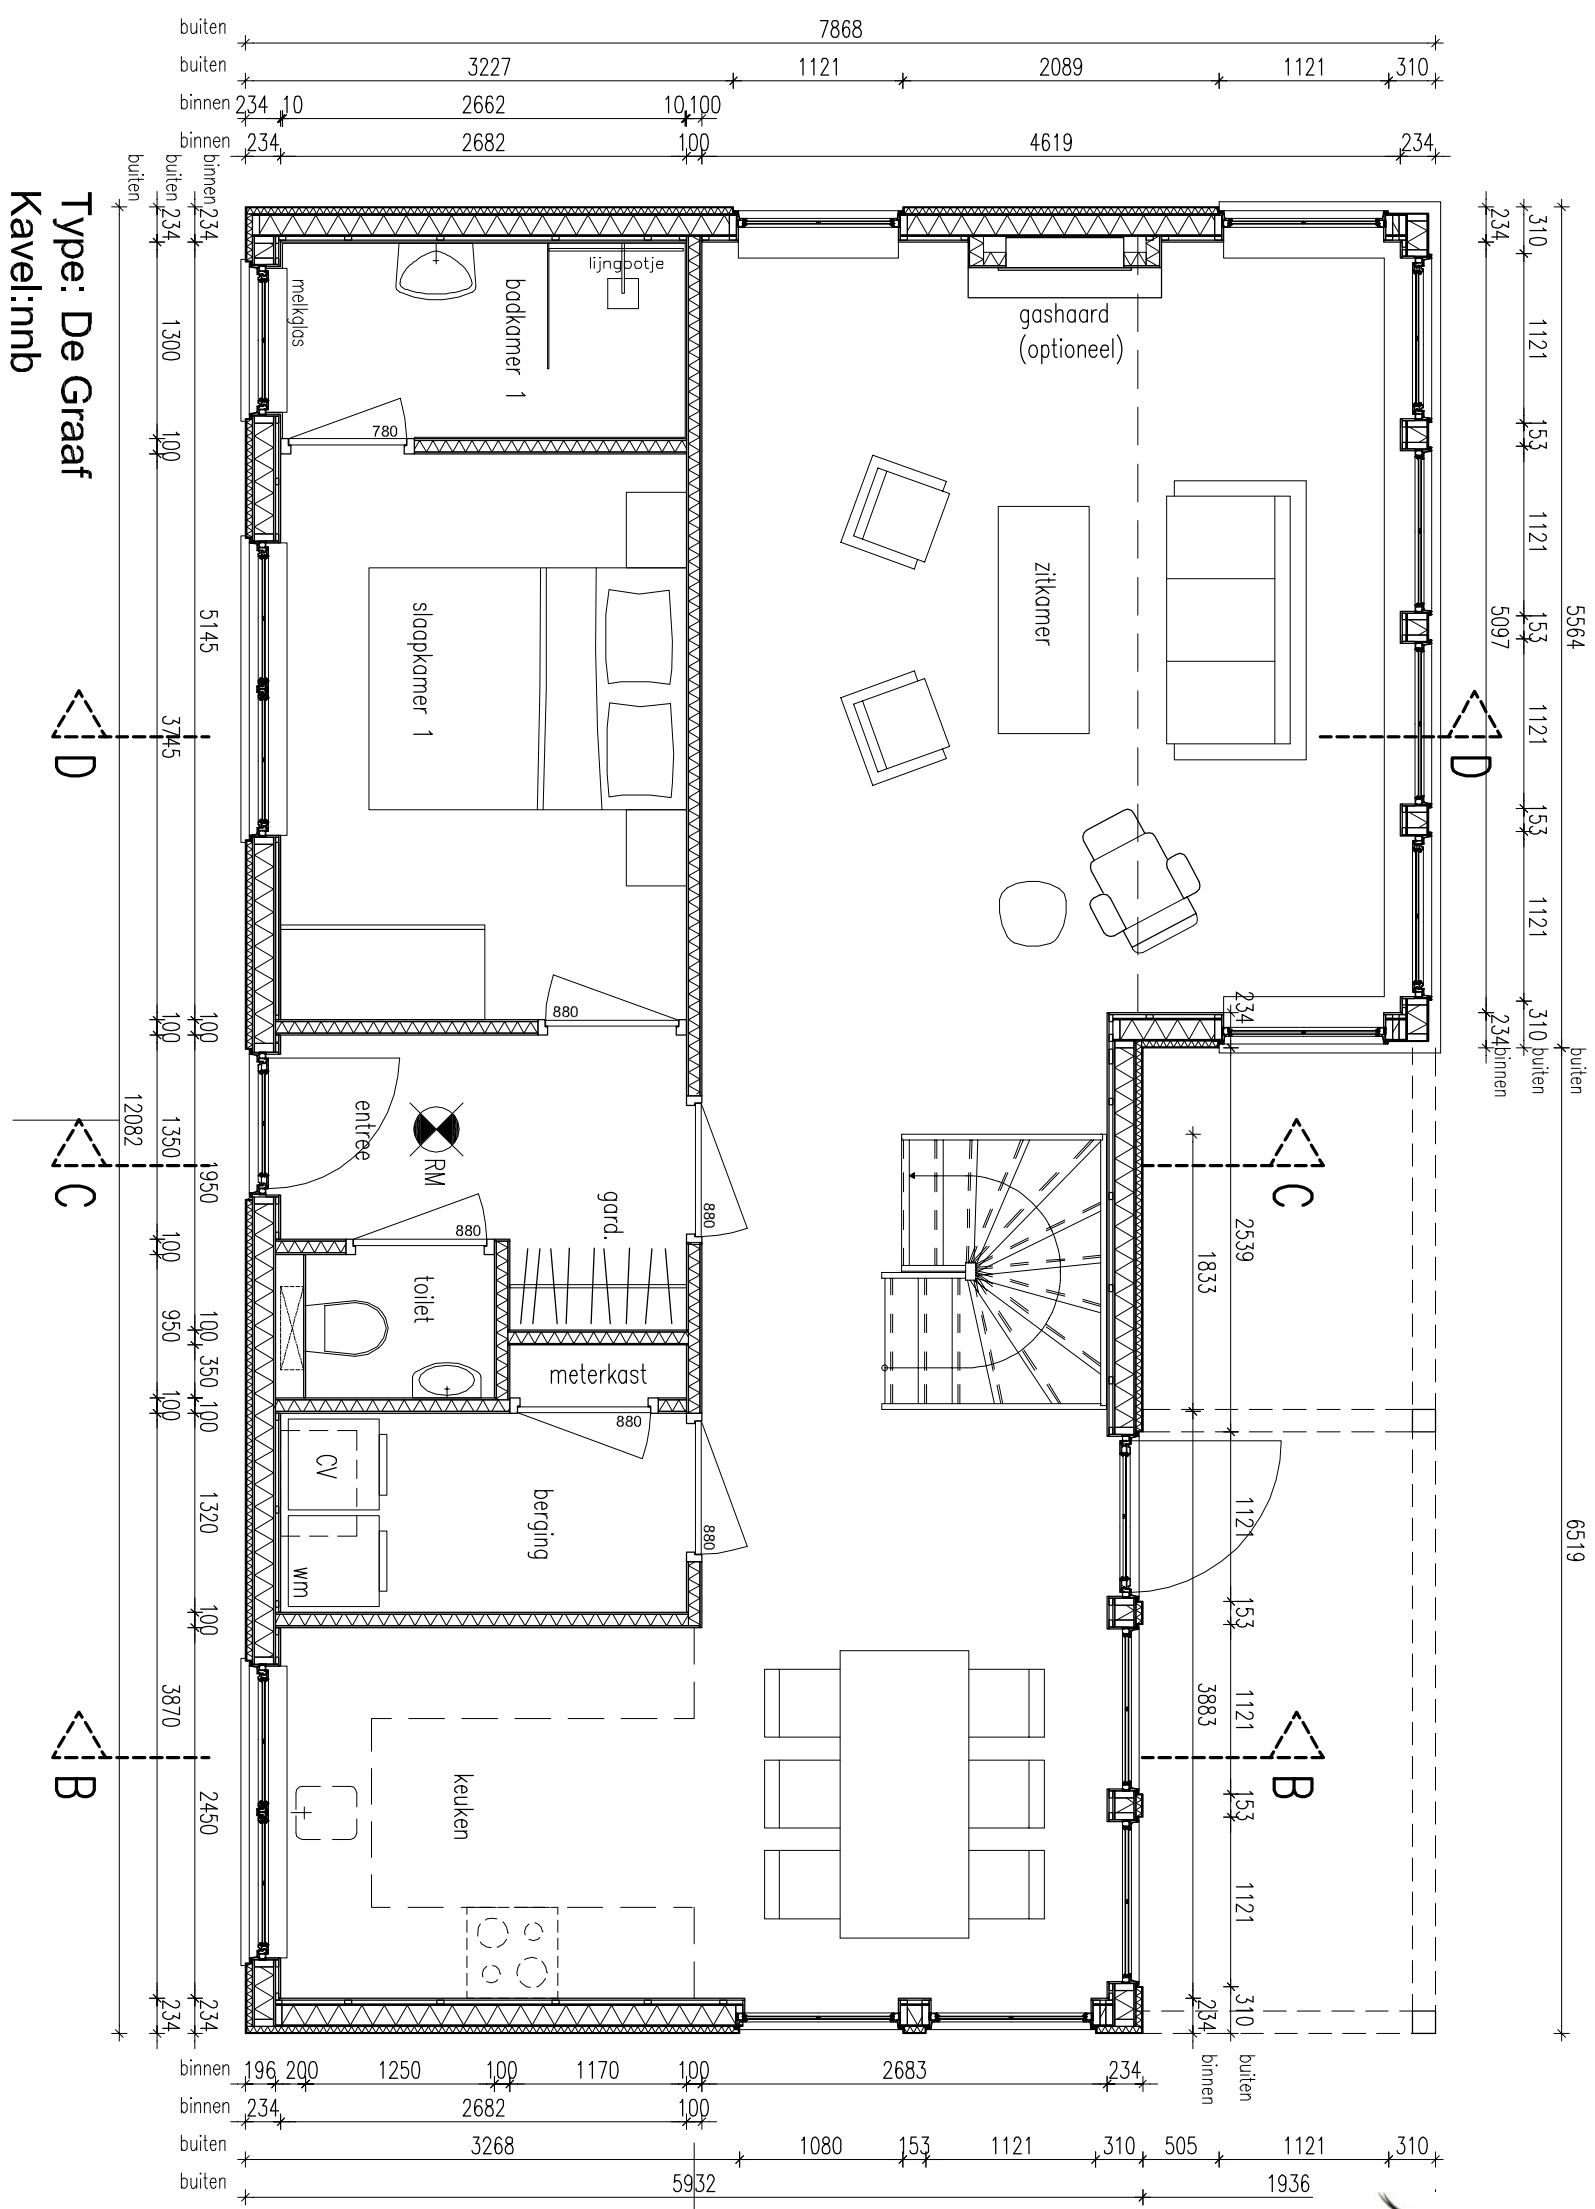 buiten 7868
buiten 3227 1121 2089 1121 310
binnen 234 10 2662 10 100
binnen 234 2682 100 4619 234
buiten
buiten
binnen
234 234
1300
100
5145
3745
100 100
12082
1350
1950
100
950
100
350
100 100
1320
100
3870
2450
234 234
Type: De Graaf
Kavel:nnb
D
C
B
5564
6519
310
1121
153
1121
153
1121
153
1121
310
234
5097
234
binnen
buiten
buiten
D
C
B
melkglas
badkamer 1
lijngootje
780
gashaard
(optioneel)
slaapkamer 1
880
zitkamer
234
entree
RM
gard.
880
880
toilet
meterkast
880
CV
wm
berging
880
keuken
2539
1833
1121
153
1121
3883
153
1121
310
234
binnen
buiten
binnen 196 200 1250 100 1170 100 2683 234
binnen 234 2682 100
buiten 3268 1080 153 1121 310 505 1121 310
buiten 5932 1936